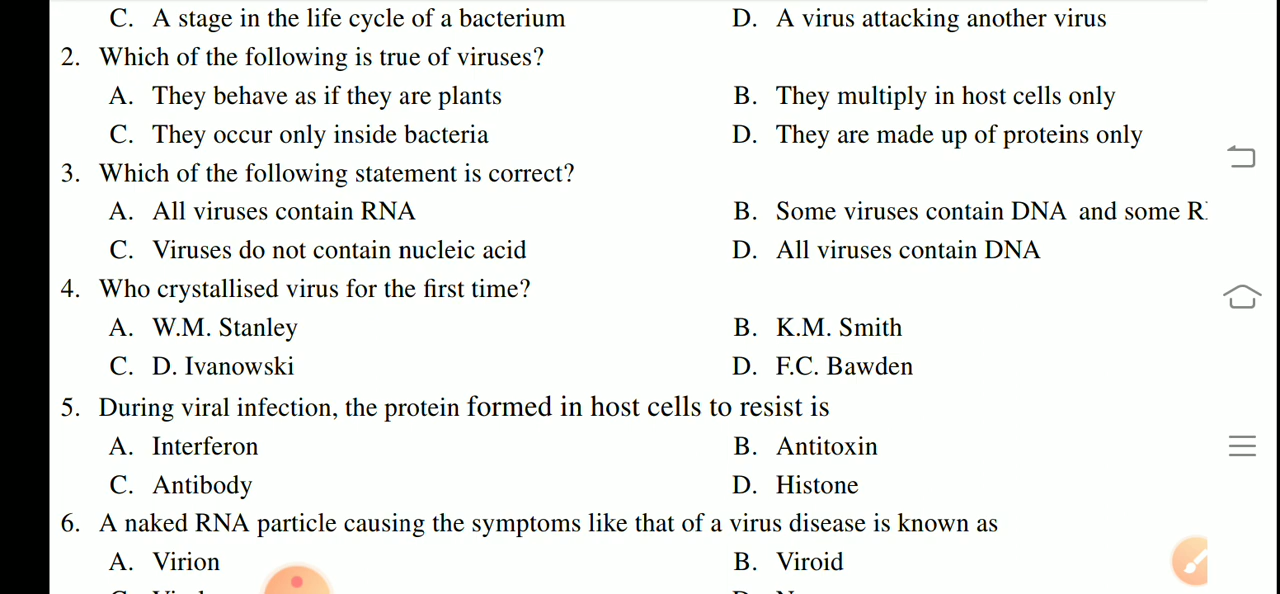 C. A stage in the life cycle of a bacterium D. A virus attacking another virus
2. Which of the following is true of viruses?
A. They behave as if they are plants B. They multiply in host cells only
C. They occur only inside bacteria D. They are made up of proteins only
3. Which of the following statement is correct?
A. All viruses contain RNA B. Some viruses contain DNA and some
C. Viruses do not contain nucleic acid D. All viruses contain DNA
4. Who crystallised virus for the first time?
A. W.M. Stanley B. K.M. Smith
C. D. Ivanowski D. F.C. Bawden
5. During viral infection, the protein formed in host cells to resist is
A. Interferon B. Antitoxin
C. Antibody D. Histone
6. A naked RNA particle causing the symptoms like that of a virus disease is known as
A. Virion B. Viroid